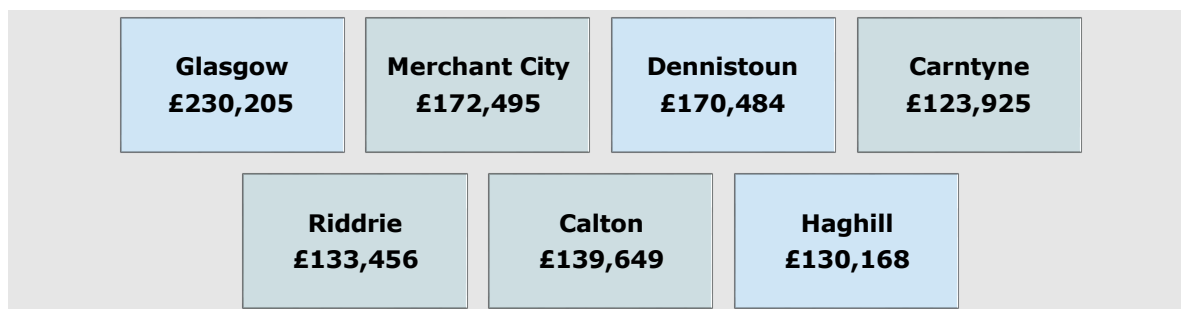 Glasgow
£230,205
Merchant City
£172,495
Dennistoun
£170,484
Carntyne
£123,925
Riddrie
£133,456
Calton
£139,649
Haghill
£130,168